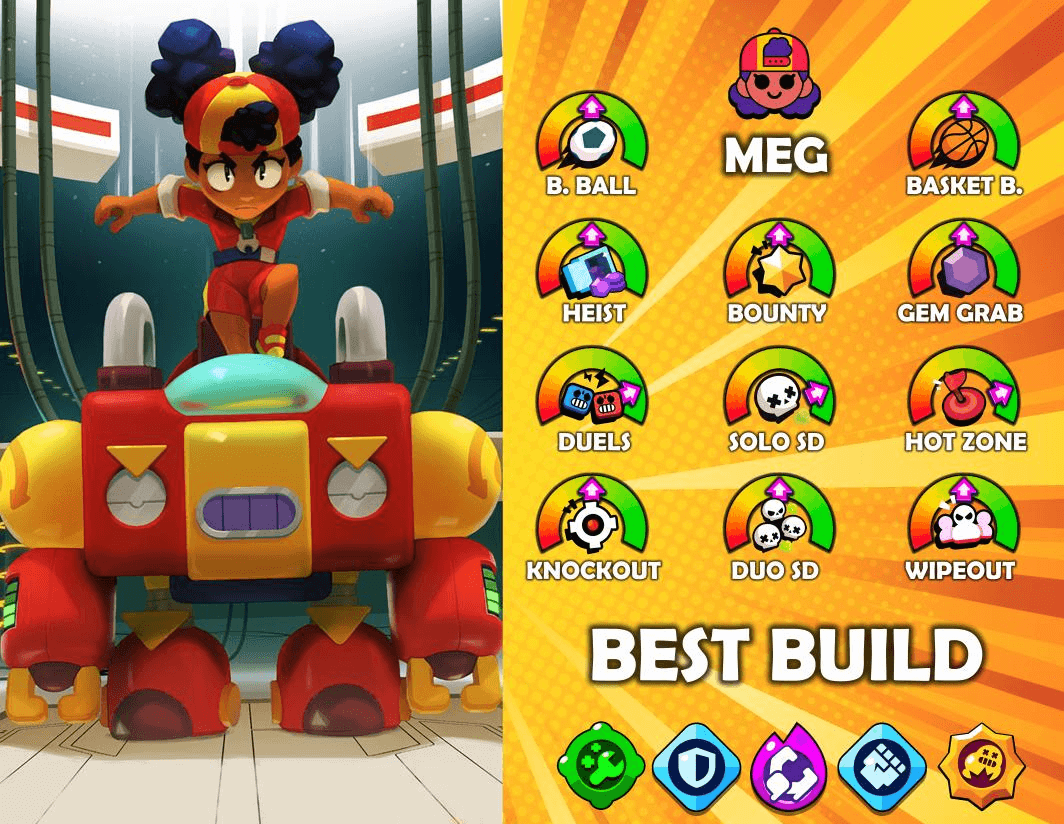 MEG
B. BALL
BASKET B.
HEIST
BOUNTY
GEM GRAB
DUELS
SOLO SD
HOT ZONE
KNOCKOUT
DUO SD
WIPEOUT
BEST BUILD